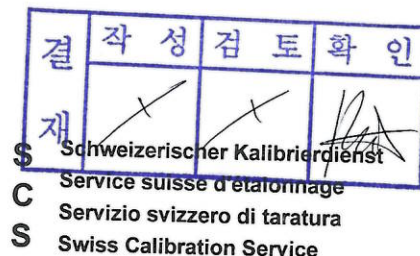 결 재 작 성 검 토 확 인
S Schweizerischer Kalibrierdienst
Service suisse d'étalonnage
C Servizio svizzero di taratura
S Swiss Calibration Service